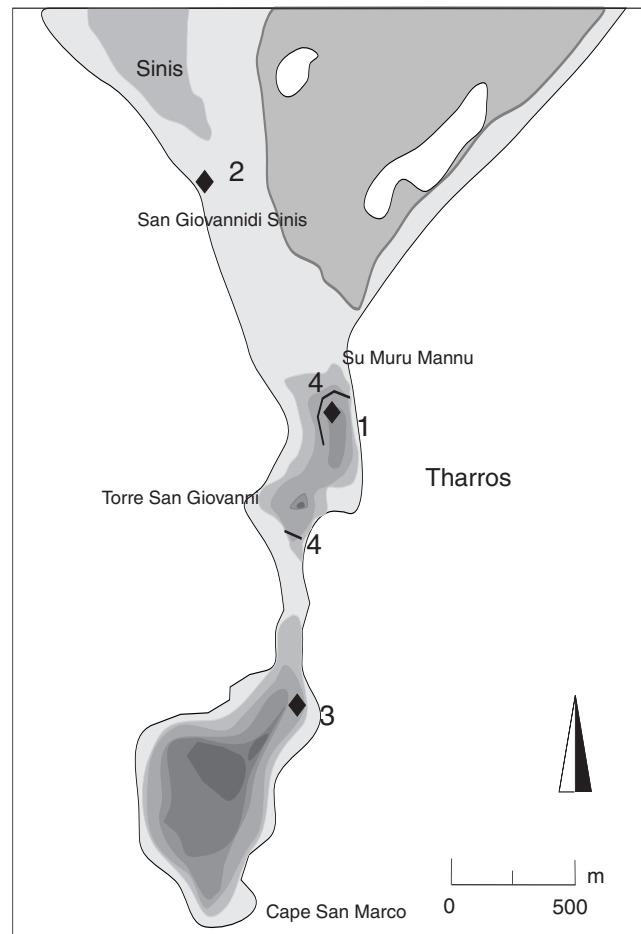 Sinis
2
San Giovannidi Sinis
Su Muru Mannu
4
1
Tharros
Torre San Giovanni
4
3
m
0 500
Cape San Marco